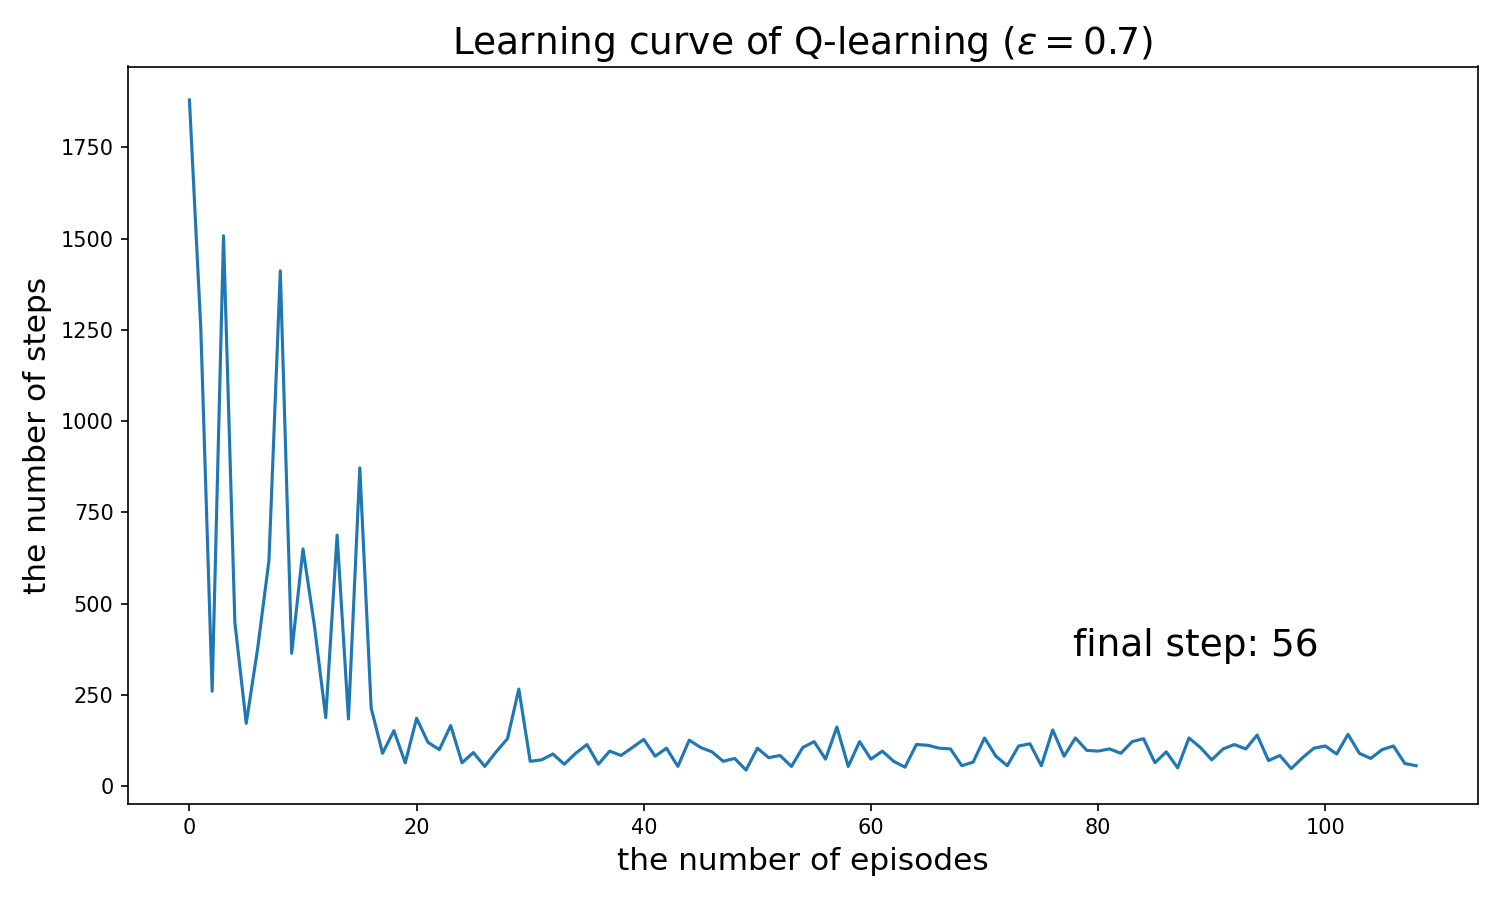 Learning curve of Q-learning (ε = 0.7)
the number of steps
1750
1500
1250
1000
750
500
250
0
final step: 56
0 20 40 60 80 100
the number of episodes